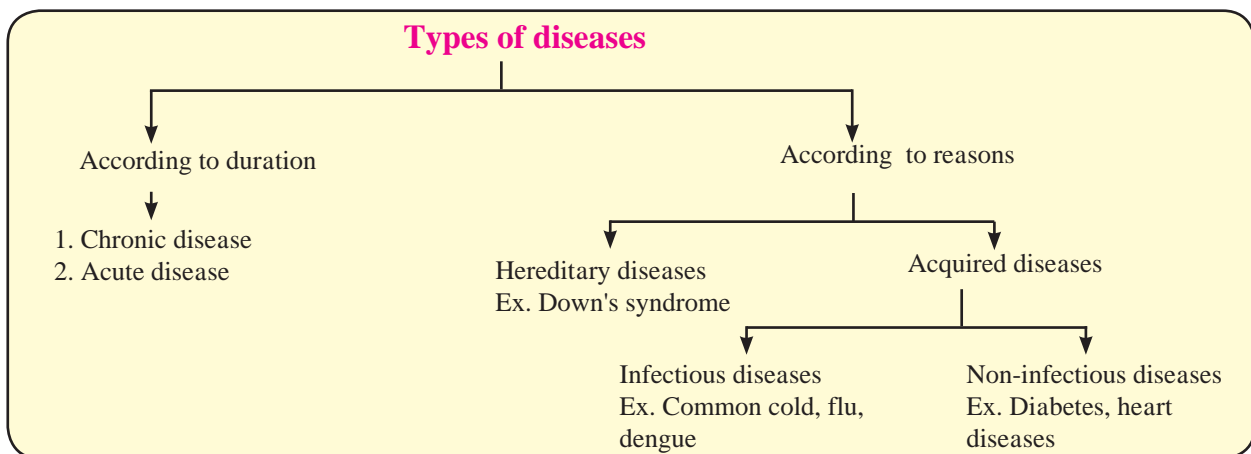 Types of diseases
According to duration
1. Chronic disease
2. Acute disease
According to reasons
Hereditary diseases
Ex. Down's syndrome
Acquired diseases
Infectious diseases
Ex. Common cold, flu,
dengue
Non-infectious diseases
Ex. Diabetes, heart
diseases